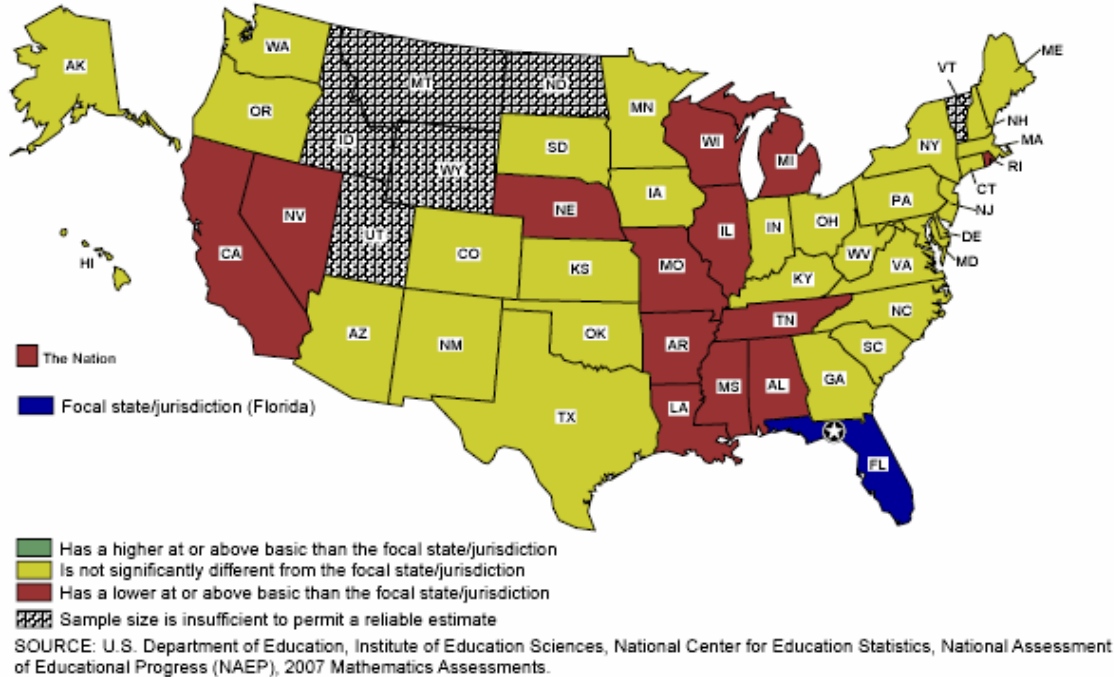 AK
WA
MT
ND
VT
ME
OR
MN
NH
ID
SD
WI
NY
MA
WY
MI
RI
CT
NV
NE
IA
PA
NJ
UT
IL
IN
OH
DE
CA
CO
WV
MD
HI
KS
MO
KY
VA
AZ
NM
OK
AR
TN
NC
SC
The Nation
MS
AL
GA
Focal state/jurisdiction (Florida)
TX
LA
FL
Has a higher at or above basic than the focal state/jurisdiction
Is not significantly different from the focal state/jurisdiction
Has a lower at or above basic than the focal state/jurisdiction
Sample size is insufficient to permit a reliable estimate
SOURCE: U.S. Department of Education, Institute of Education Sciences, National Center for Education Statistics, National Assessment
of Educational Progress (NAEP), 2007 Mathematics Assessments.